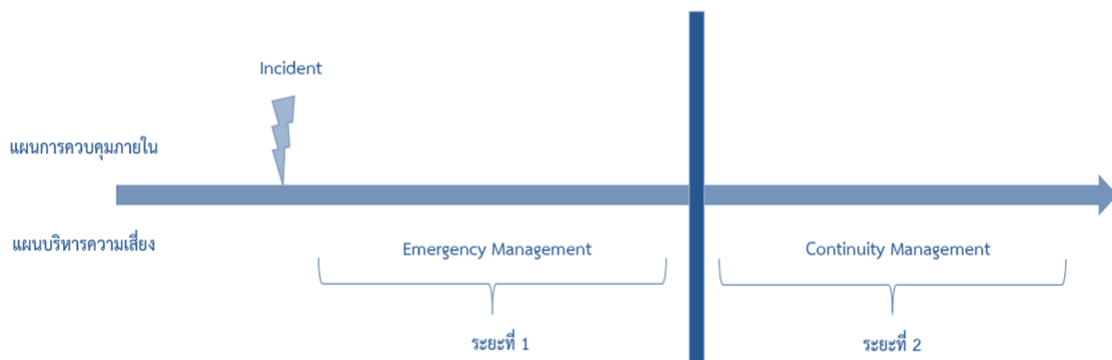 Incident
แผนการควบคุมภายใน
แผนบริหารความเสี่ยง
Emergency Management
Continuity Management
ระยะที่ 1
ระยะที่ 2